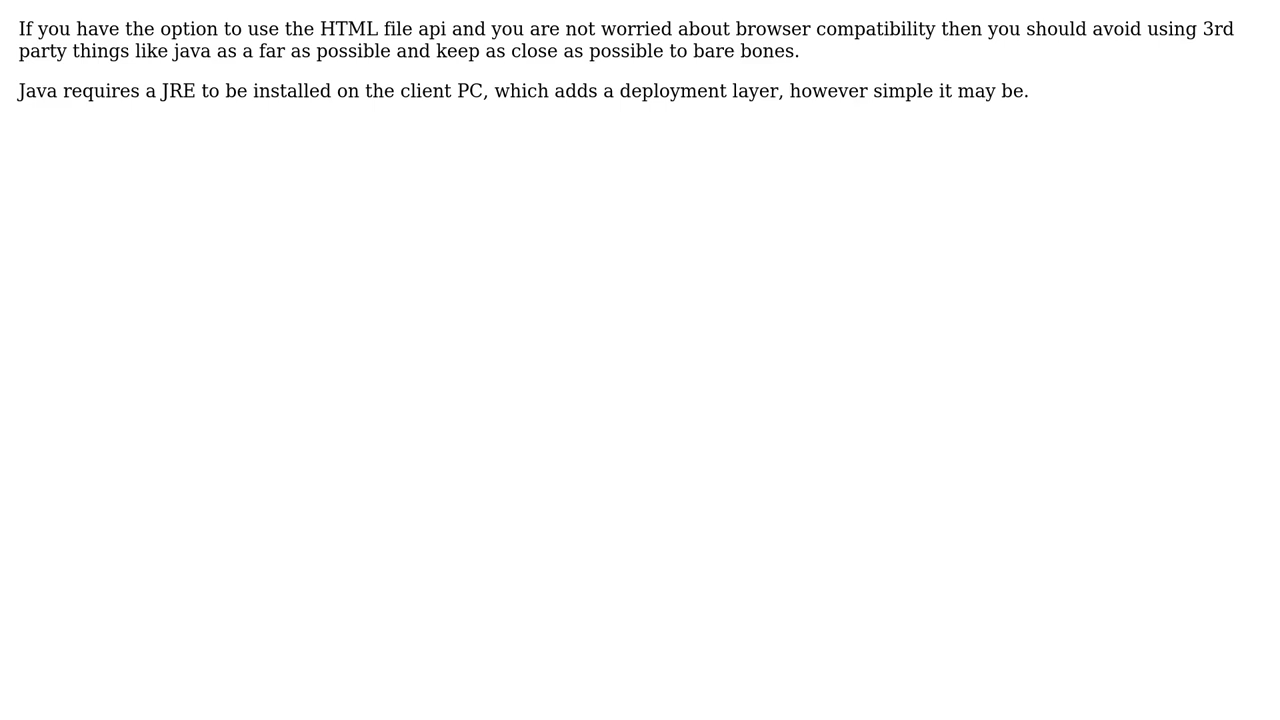 If you have the option to use the HTML file api and you are not worried about browser compatibility then you should avoid using 3rd
party things like java as a far as possible and keep as close as possible to bare bones.
Java requires a JRE to be installed on the client PC, which adds a deployment layer, however simple it may be.